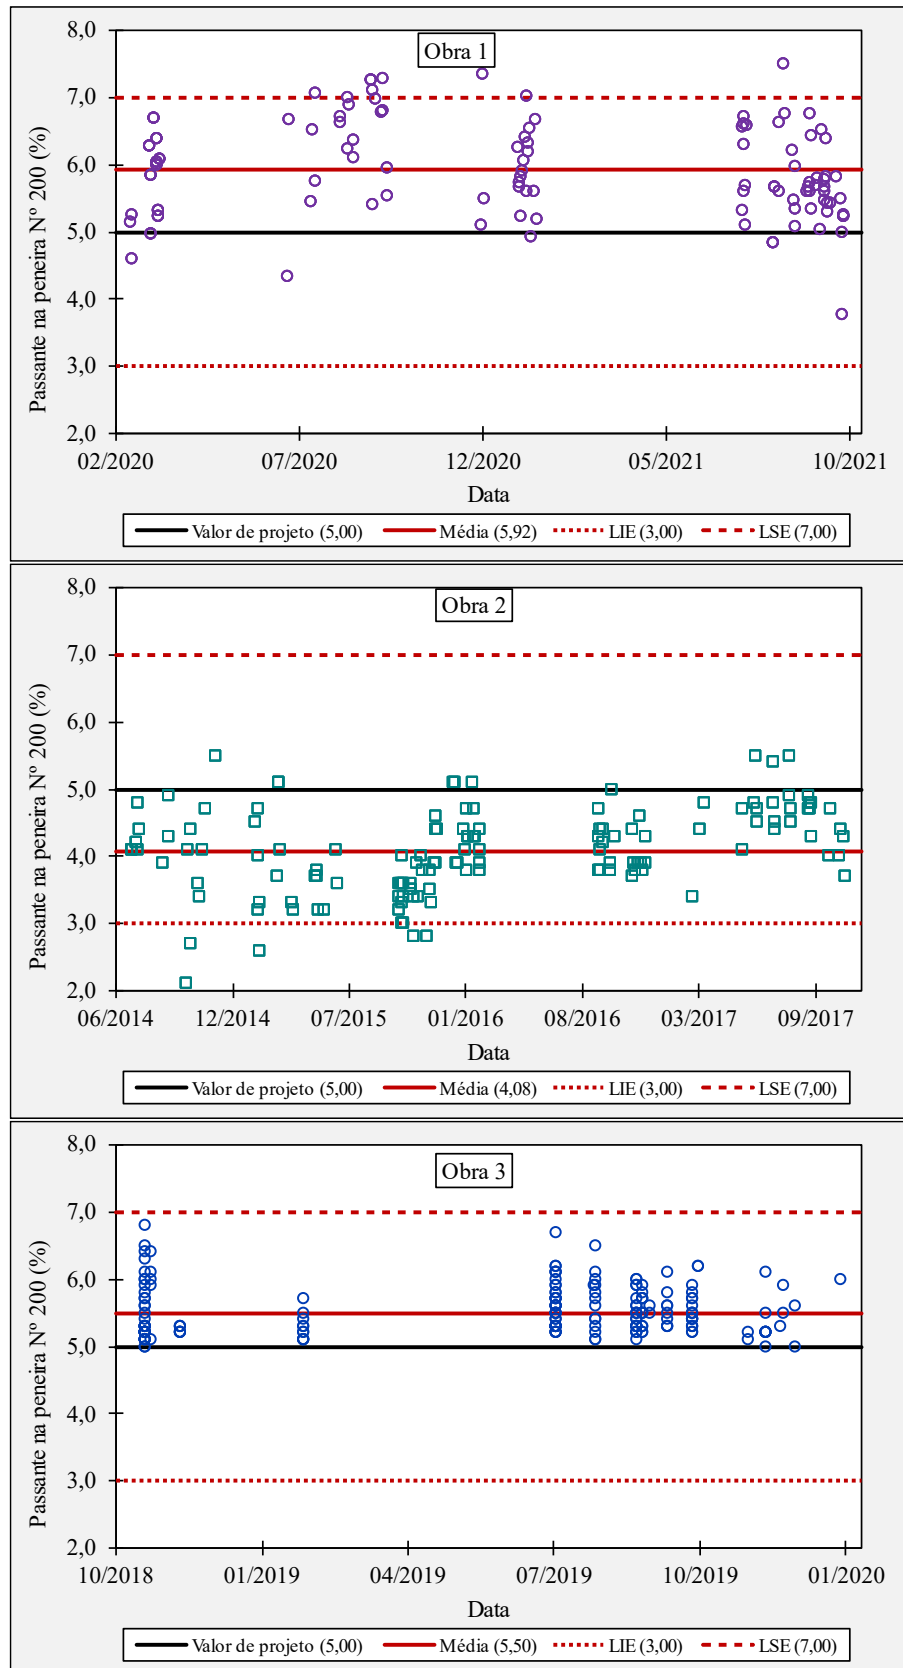 Obra 1
Passante na peneira Nº 200 (%)
8,0
7,0
6,0
5,0
4,0
3,0
2,0
02/2020 07/2020 12/2020 05/2021 10/2021
Data
Valor de projeto (5,00) Média (5,92) LIE (3,00) LSE (7,00)
Obra 2
Passante na peneira Nº 200 (%)
8,0
7,0
6,0
5,0
4,0
3,0
2,0
06/2014 12/2014 07/2015 01/2016 08/2016 03/2017 09/2017
Data
Valor de projeto (5,00) Média (4,08) LIE (3,00) LSE (7,00)
Obra 3
Passante na peneira Nº 200 (%)
8,0
7,0
6,0
5,0
4,0
3,0
2,0
10/2018 01/2019 04/2019 07/2019 10/2019 01/2020
Data
Valor de projeto (5,00) Média (5,50) LIE (3,00) LSE (7,00)